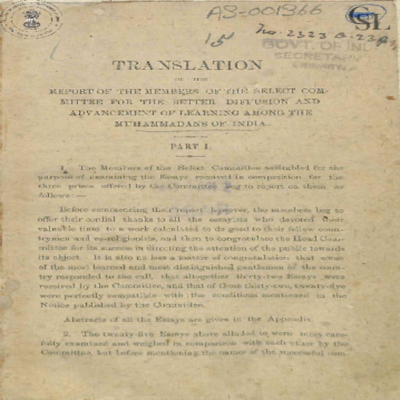 AS-001366
SL
15
No. 2323
GOVT. OF IND
SECRETARY
TRANSLATION
OF THE
REPORT OF THE MEMBERS OF THE SELECT COM-
MITTEE FOR THE BETTER DIFFUSION AND
ADVANCEMENT OF LEARNING AMONG THE
MUHAMMADANS OF INDIA.
PART I.
1. The Members of the Select Committee assembled for the
purpose of examining the Essays received in competition for the
three prizes offered by the Committee beg to report on them as
follows:—
Before commencing their report however, the members beg to
offer their cordial thanks to all the essayists who devoted their
valuable time to a work calculated to do good to their fellow coun-
trymen and co-religionists, and then to congratulate the Head Com-
mittee for its success in directing the attention of the public towards
its object. It is also no less a matter of congratulation that some
of the most learned and most distinguished gentlemen of the coun-
try responded to the call, that altogether thirty-two Essays were
received by the Committee, and that of those thirty-two, twenty-five
were perfectly compatible with the conditions mentioned in the
Notice published by the Committee.
Abstracts of all the Essays are given in the Appendix.
2. The twenty-five Essays above alluded to were most care-
fully examined and weighed in comparison with each other by the
Committee, but before mentioning the names of the successful com